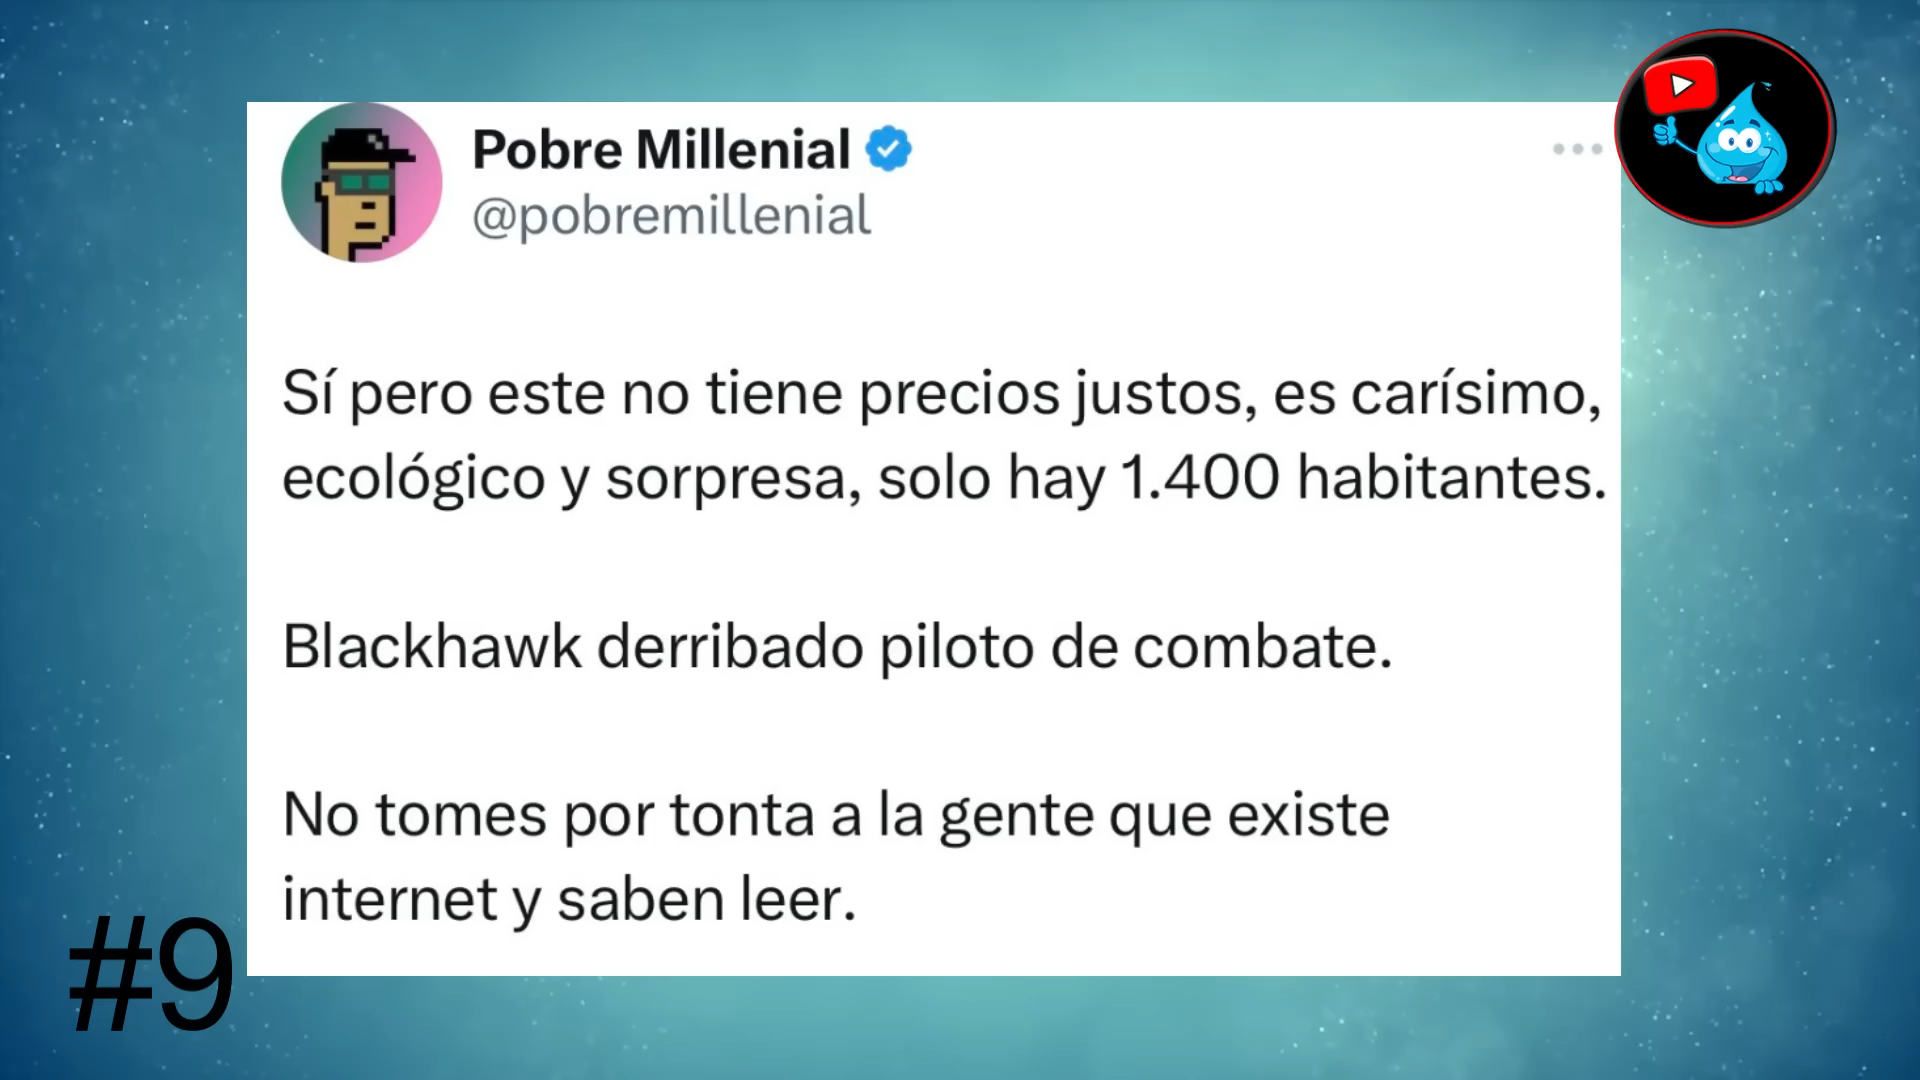 Pobre Millenial
@pobremillenial
Sí pero este no tiene precios justos, es carísimo,
ecológico y sorpresa, solo hay 1.400 habitantes.
Blackhawk derribado piloto de combate.
No tomes por tonta a la gente que existe
internet y saben leer.
#9